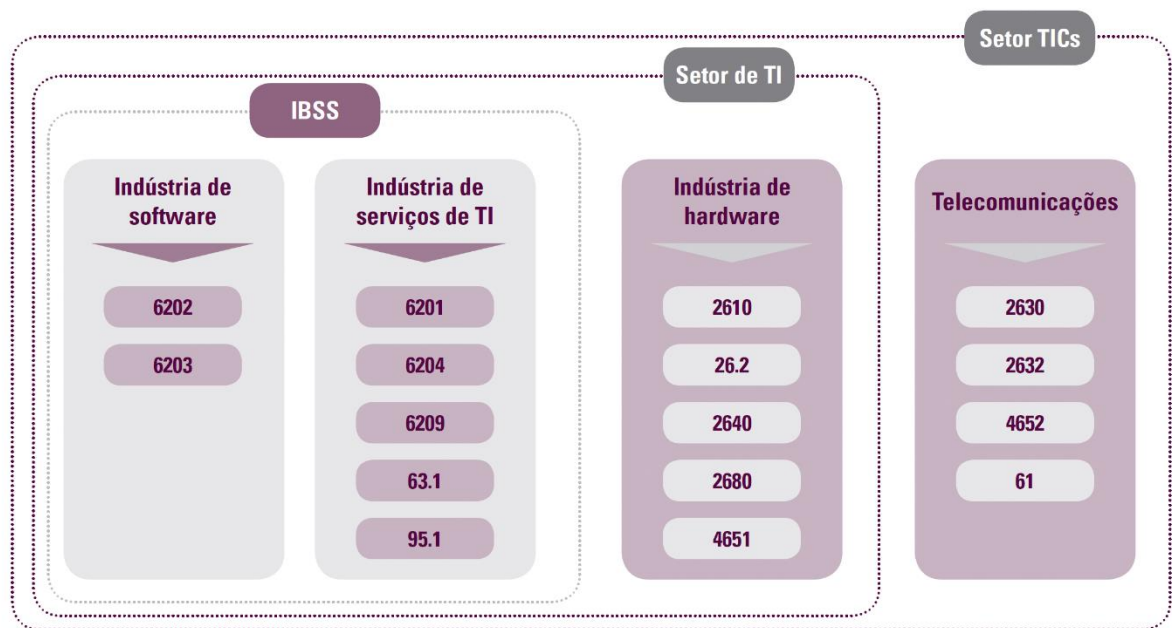 Setor TICs
Setor de TI
IBSS
Indústria de
software
6202
6203
Indústria de
serviços de TI
6201
6204
6209
63.1
95.1
Indústria de
hardware
2610
26.2
2640
2680
4651
Telecomunicações
2630
2632
4652
61